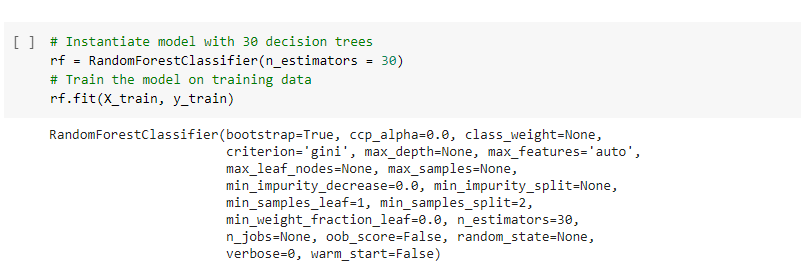 [ ] # Instantiate model with 30 decision trees
rf = RandomForestClassifier(n_estimators = 30)
# Train the model on training data
rf.fit(X_train, y_train)
RandomForestClassifier(bootstrap=True, ccp_alpha=0.0, class_weight=None,
criterion='gini', max_depth=None, max_features='auto',
max_leaf_nodes=None, max_samples=None,
min_impurity_decrease=0.0, min_impurity_split=None,
min_samples_leaf=1, min_samples_split=2,
min_weight_fraction_leaf=0.0, n_estimators=30,
n_jobs=None, oob_score=False, random_state=None,
verbose=0, warm_start=False)